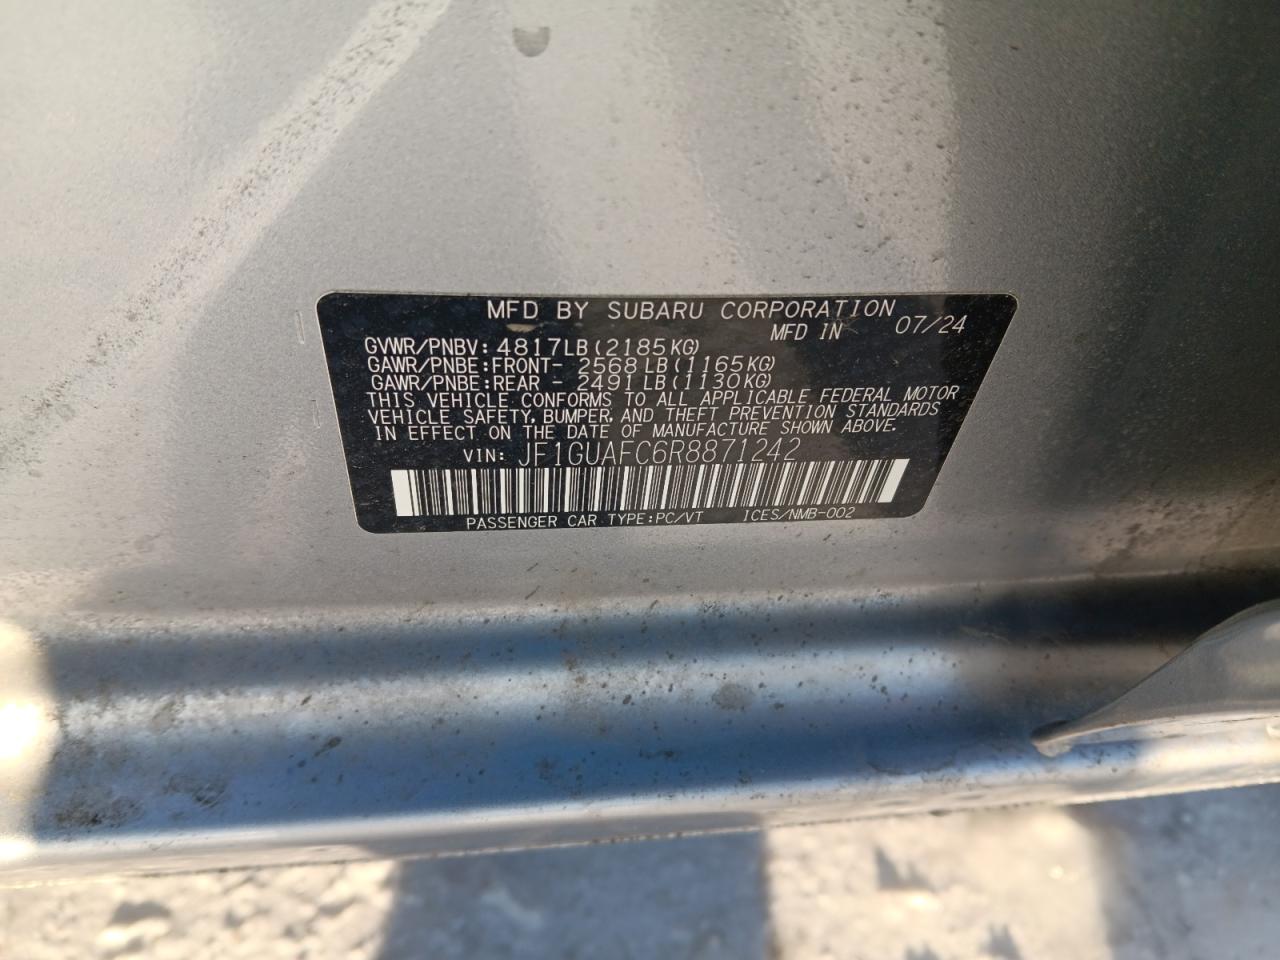 MFD BY SUBARU CORPORATION
MFD IN 07/24
GVWR/PNBV: 4817LB(2185KG)
GAWR/PNBE:FRONT- 2568LB(1165KG)
GAWR/PNBE:REAR - 2491LB(1130KG)
THIS VEHICLE CONFORMS TO ALL APPLICABLE FEDERAL MOTOR
VEHICLE SAFETY, BUMPER, AND THEFT PREVENTION STANDARDS
IN EFFECT ON THE DATE OF MANUFACTURE SHOWN ABOVE.
VIN: JF1GUAFC6R8871242
PASSENGER CAR TYPE:PC/VT ICES/NMB-002